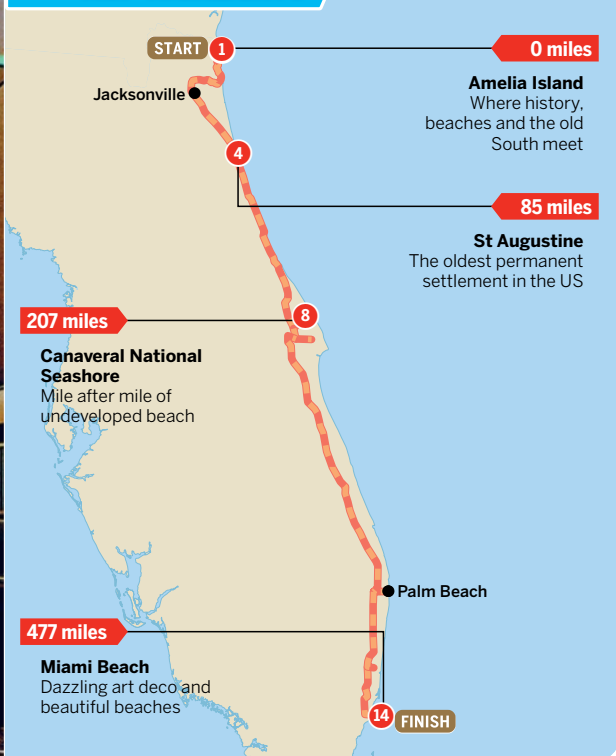 START 1
0 miles
Jacksonville
Amelia Island
Where history,
beaches and the old
South meet
4
85 miles
St Augustine
The oldest permanent
settlement in the US
8
207 miles
Canaveral National
Seashore
Mile after mile of
undeveloped beach
Palm Beach
477 miles
Miami Beach
Dazzling art deco and
beautiful beaches
14 FINISH